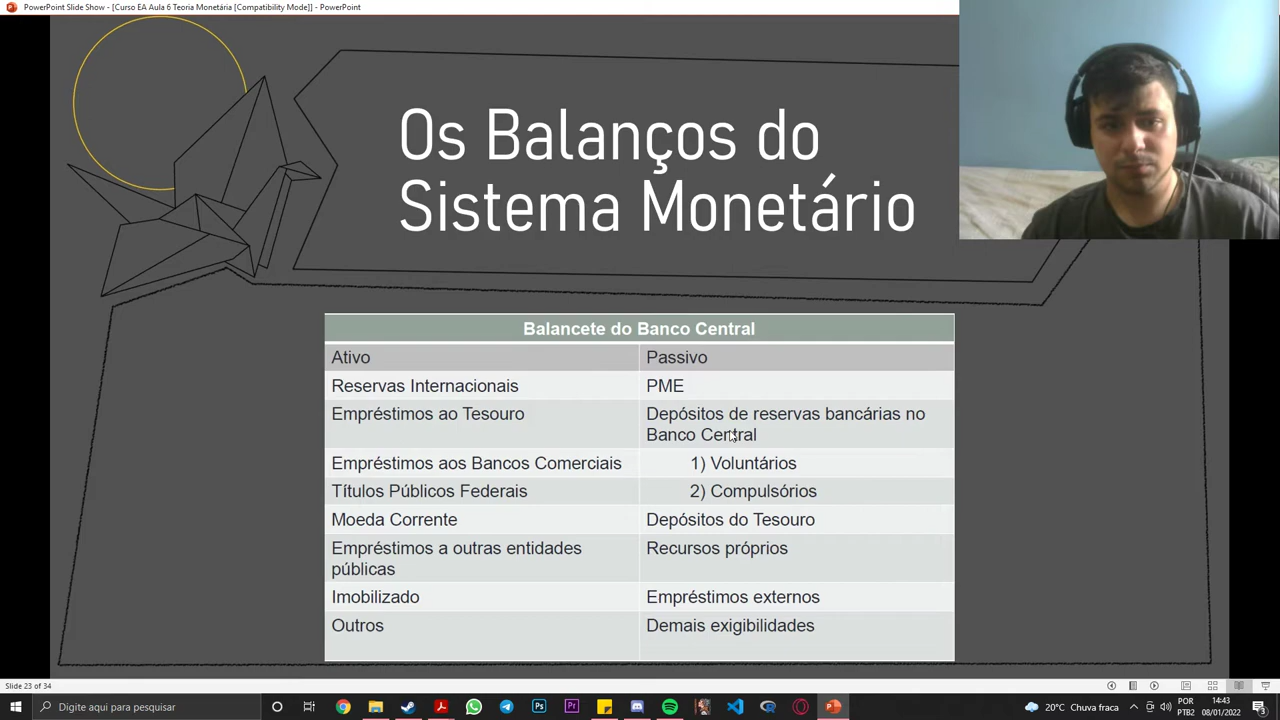 PowerPoint Slide Show - [Curso EA Aula 6 Teoria Monetária [Compatibility Mode]] - PowerPoint
Os Balanços do
Sistema Monetário
Balancete do Banco Central
Ativo
Passivo
Reservas Internacionais
PME
Empréstimos ao Tesouro
Depósitos de reservas bancárias no
Banco Central
Empréstimos aos Bancos Comerciais
1) Voluntários
Títulos Públicos Federais
2) Compulsórios
Moeda Corrente
Depósitos do Tesouro
Empréstimos a outras entidades
públicas
Recursos próprios
Imobilizado
Empréstimos externos
Outros
Demais exigibilidades
Slide 23 of 34
Digite aqui para pesquisar
Ps
Pr
20°C Chuva fraca
POR
PTB2
14:43
08/01/2022
3